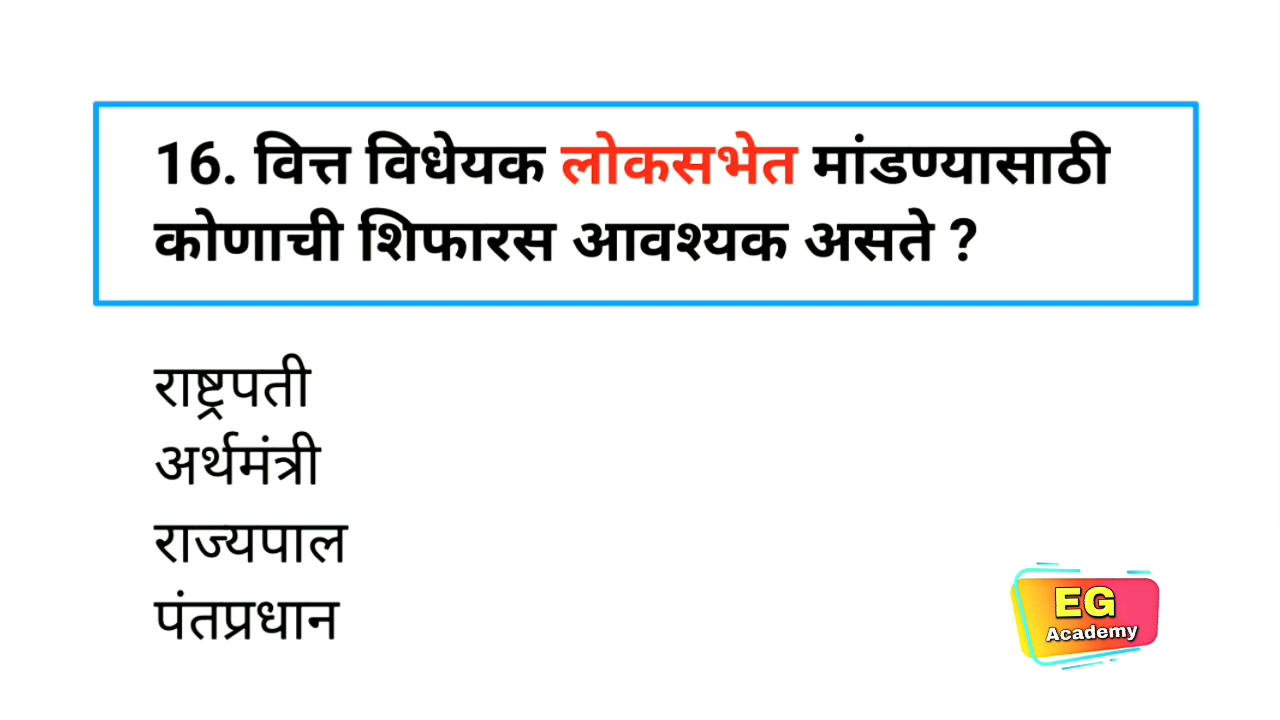 16. वित्त विधेयक लोकसभेत मांडण्यासाठी
कोणाची शिफारस आवश्यक असते ?
राष्ट्रपती
अर्थमंत्री
राज्यपाल
पंतप्रधान
EG
Academy